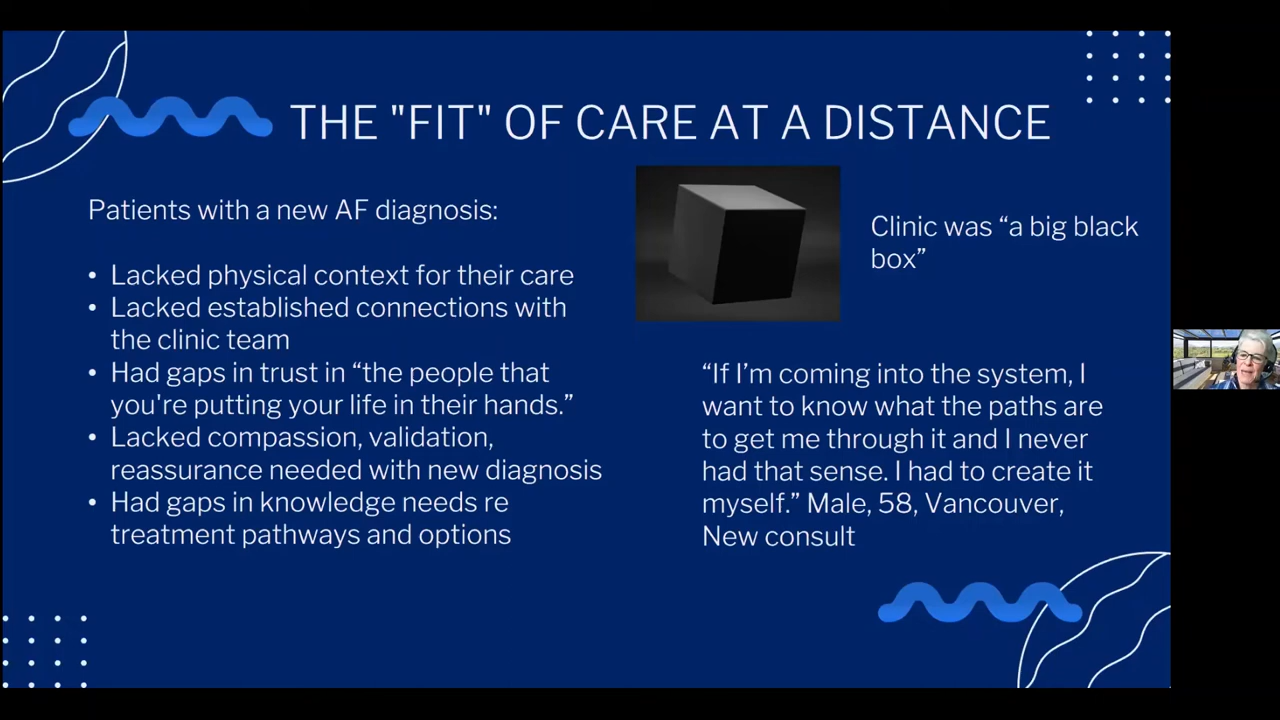 THE "FIT" OF CARE AT A DISTANCE
Patients with a new AF diagnosis:
• Lacked physical context for their care
• Lacked established connections with
the clinic team
• Had gaps in trust in “the people that
you're putting your life in their hands.”
• Lacked compassion, validation,
reassurance needed with new diagnosis
• Had gaps in knowledge needs re
treatment pathways and options
Clinic was “a big black
box”
“If I’m coming into the system, I
want to know what the paths are
to get me through it and I never
had that sense. I had to create it
myself.” Male, 58, Vancouver,
New consult